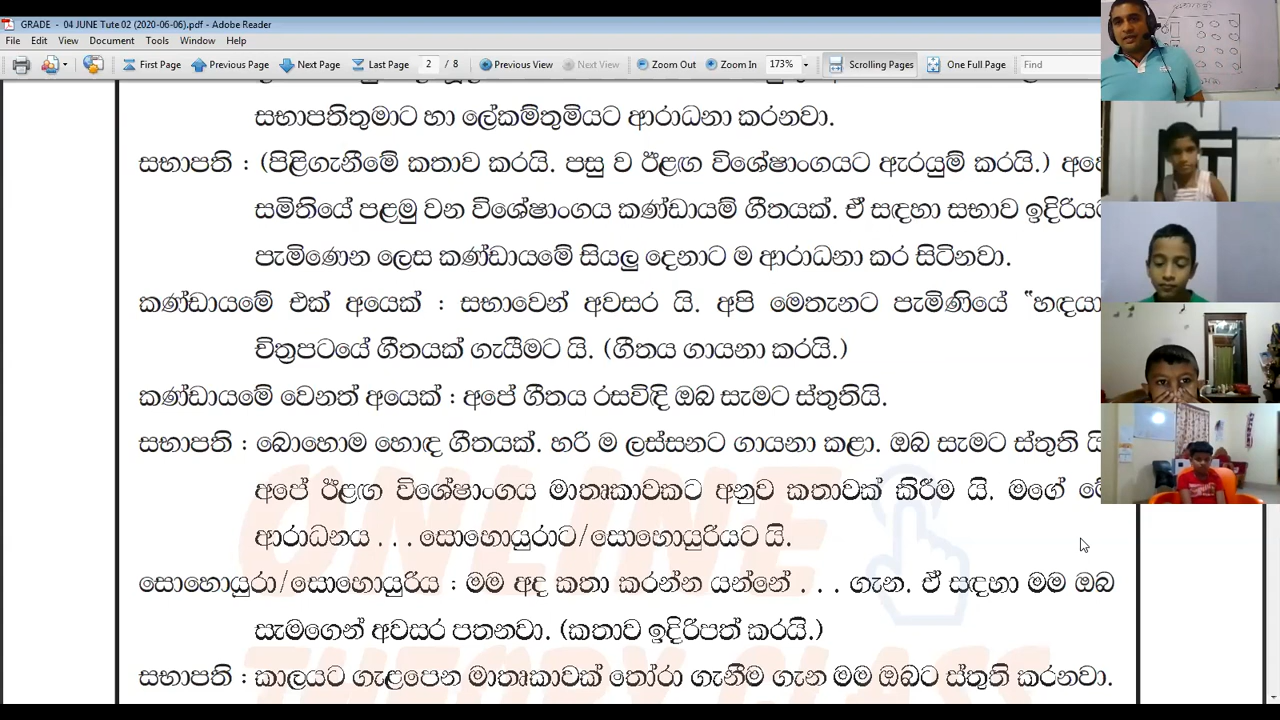 GRADE - 04 JUNE Tute 02 (2020-06-06).pdf - Adobe Reader
File Edit View Document Tools Window Help
First Page Previous Page Next Page Last Page 2 / 8 Previous View Next View Zoom Out Zoom In 173% Scrolling Pages One Full Page Find
සභාපතිතුමාට හා ලේකම්තුමියට ආරාධනා කරනවා.
සභාපති : (පිළිගැනීමේ කතාව කරයි. පසු ව ඊළඟ විශේෂාංගයට ඇරයුම් කරයි.)
සමිතියේ පළමු වන විශේෂාංගය කණ්ඩායම් ගීතයක්. ඒ සඳහා සභාව
පැමිණෙන ලෙස කණ්ඩායමේ සියලු දෙනාට ම ආරාධනා කර සිටිනවා.
කණ්ඩායමේ එක් අයෙක් : සභාවෙන් අවසර යි. අපි මෙතැනට පැමිණියේ “හඳයා
චිත්‍රපටයේ ගීතයක් ගැයීමට යි. (ගීතය ගායනා කරයි.)
කණ්ඩායමේ වෙනත් අයෙක් : අපේ ගීතය රසවිඳි ඔබ සැමට ස්තුතියි.
සභාපති : බොහොම හොඳ ගීතයක්. හරි ම ලස්සනට ගායනා කළා. ඔබ සැමට ස්තුති යි
අපේ ඊළඟ විශේෂාංගය මාතෘකාවකට අනුව කතාවක් කිරීම යි. මගේ
ආරාධනය . . . සොහොයුරාට/සොහොයුරියට යි.
සොහොයුරා/සොහොයුරිය : මම අද කතා කරන්න යන්නේ . . . ගැන. ඒ සඳහා මම ඔබ
සැමගෙන් අවසර පතනවා. (කතාව ඉදිරිපත් කරයි.)
සභාපති : කාලයට ගැළපෙන මාතෘකාවක් තෝරා ගැනීම ගැන මම ඔබට ස්තුති කරනවා.
ONLINE
THEORY CLASS